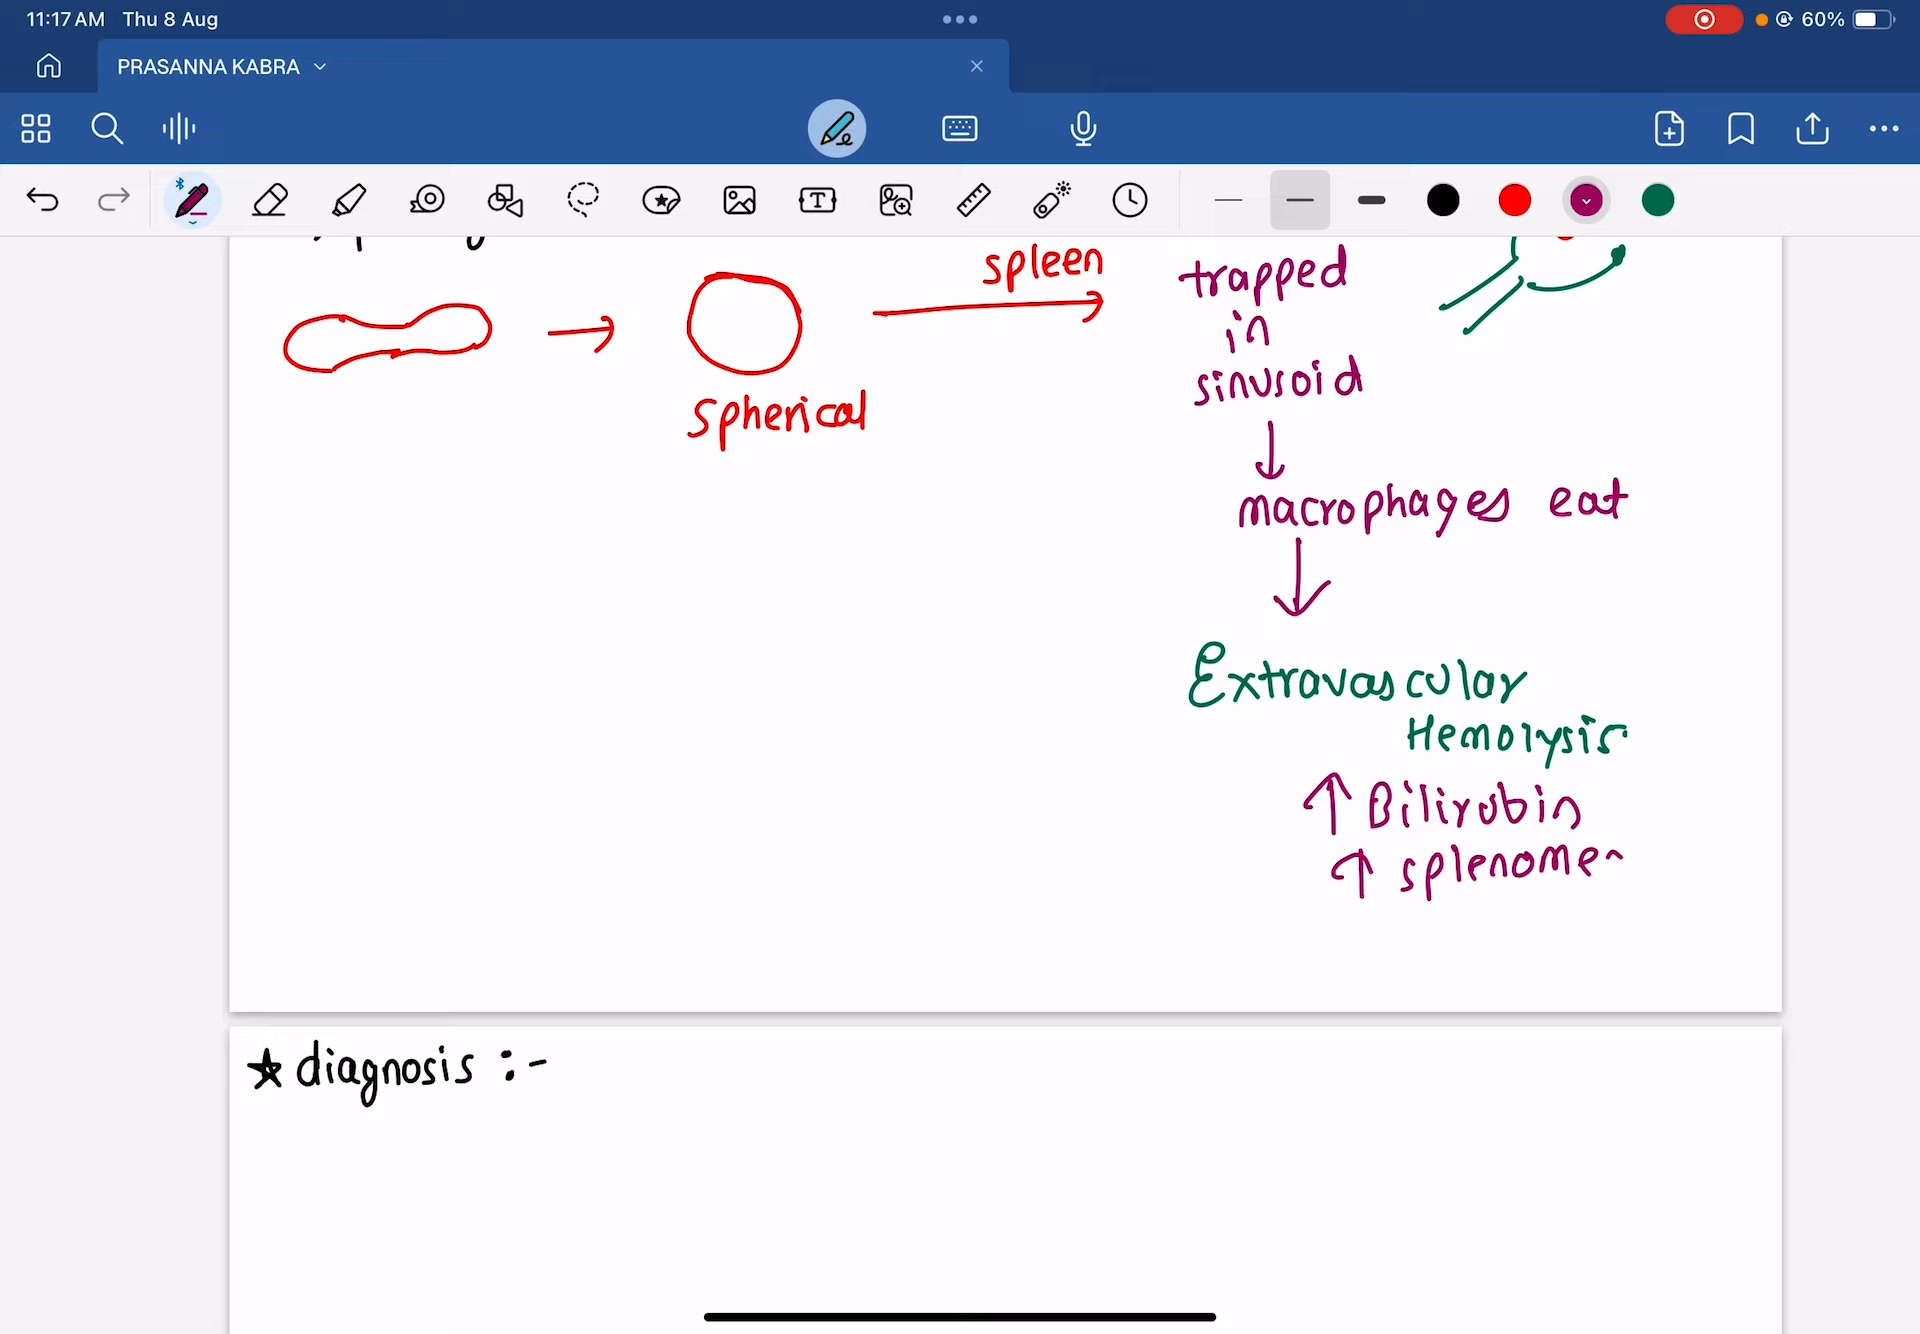 11:17 AM Thu 8 Aug
60%
PRASANNA KABRA
spleen
trapped
in
sinusoid
spherical
macrophages eat
Extravascular
Hemolysis
↑ Bilirubin
↑ splenome
★ diagnosis :-